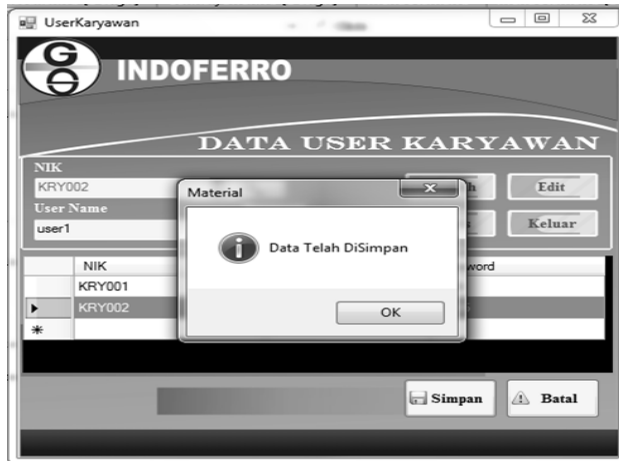 UserKaryawan
INDOFERRO
DATA USER KARYAWAN
NIK
KRY002
Edit
User Name
user1
Keluar
Material
Data Telah DiSimpan
OK
NIK
KRY001
KRY002
Simpan
Batal